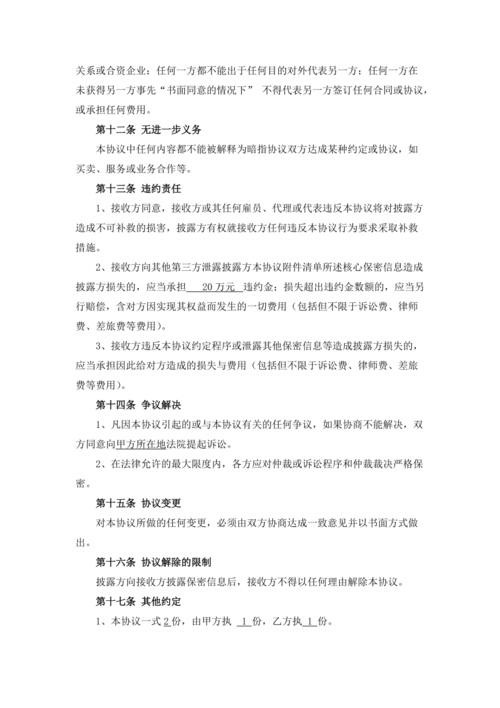 关系或合资企业；任何一方都不能出于任何目的对外代表另一方；任何一方在
未获得另一方事先“书面同意的情况下” 不得代表另一方签订任何合同或协议，
或承担任何费用。
第十二条 无进一步义务
本协议中任何内容都不能被解释为暗指协议双方达成某种约定或协议，如
买卖、服务或业务合作等。
第十三条 违约责任
1、接收方同意，接收方或其任何雇员、代理或代表违反本协议将对披露方
造成不可补救的损害，披露方有权就接收方任何违反本协议行为要求采取补救
措施。
2、接收方向其他第三方泄露披露方本协议附件清单所述核心保密信息造成
披露方损失的，应当承担 20 万元 违约金；损失超出违约金数额的，应当另
行赔偿，含对方因实现其权益而发生的一切费用（包括但不限于诉讼费、律师
费、差旅费等费用）。
3、接收方违反本协议约定程序或泄露其他保密信息等造成披露方损失的，
应当承担因此给对方造成的损失与费用（包括但不限于诉讼费、律师费、差旅
费等费用）。
第十四条 争议解决
1、凡因本协议引起的或与本协议有关的任何争议，如果协商不能解决，双
方同意向甲方所在地法院提起诉讼。
2、在法律允许的最大限度内，各方应对仲裁或诉讼程序和仲裁裁决严格保
密。
第十五条 协议变更
对本协议所做的任何变更，必须由双方协商达成一致意见并以书面方式做
出。
第十六条 协议解除的限制
披露方向接收方披露保密信息后，接收方不得以任何理由解除本协议。
第十七条 其他约定
1、本协议一式 2 份，由甲方执 1 份，乙方执 1 份。